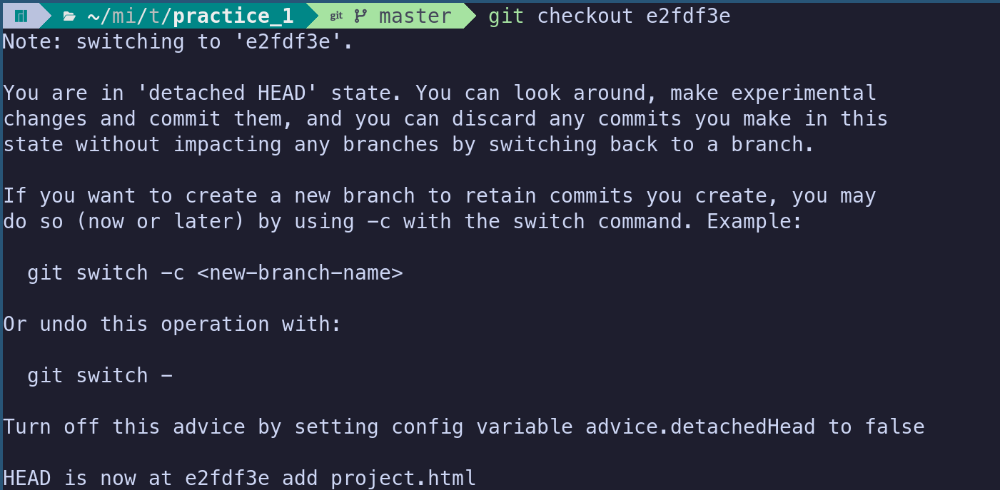 ~/mi/t/practice_1 git master git checkout e2fdf3e
Note: switching to 'e2fdf3e'.
You are in 'detached HEAD' state. You can look around, make experimental
changes and commit them, and you can discard any commits you make in this
state without impacting any branches by switching back to a branch.
If you want to create a new branch to retain commits you create, you may
do so (now or later) by using -c with the switch command. Example:
git switch -c <new-branch-name>
Or undo this operation with:
git switch -
Turn off this advice by setting config variable advice.detachedHead to false
HEAD is now at e2fdf3e add project.html